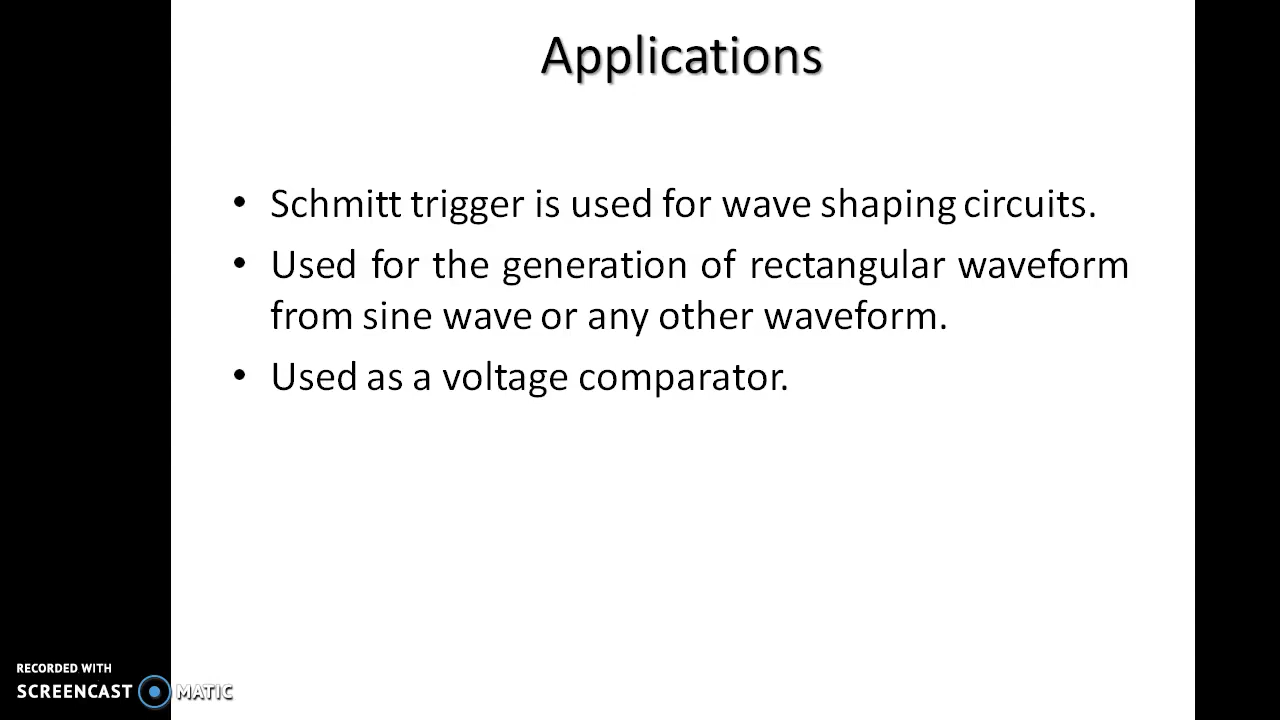 Applications
• Schmitt trigger is used for wave shaping circuits.
• Used for the generation of rectangular waveform
from sine wave or any other waveform.
• Used as a voltage comparator.
RECORDED WITH
SCREENCAST MATIC